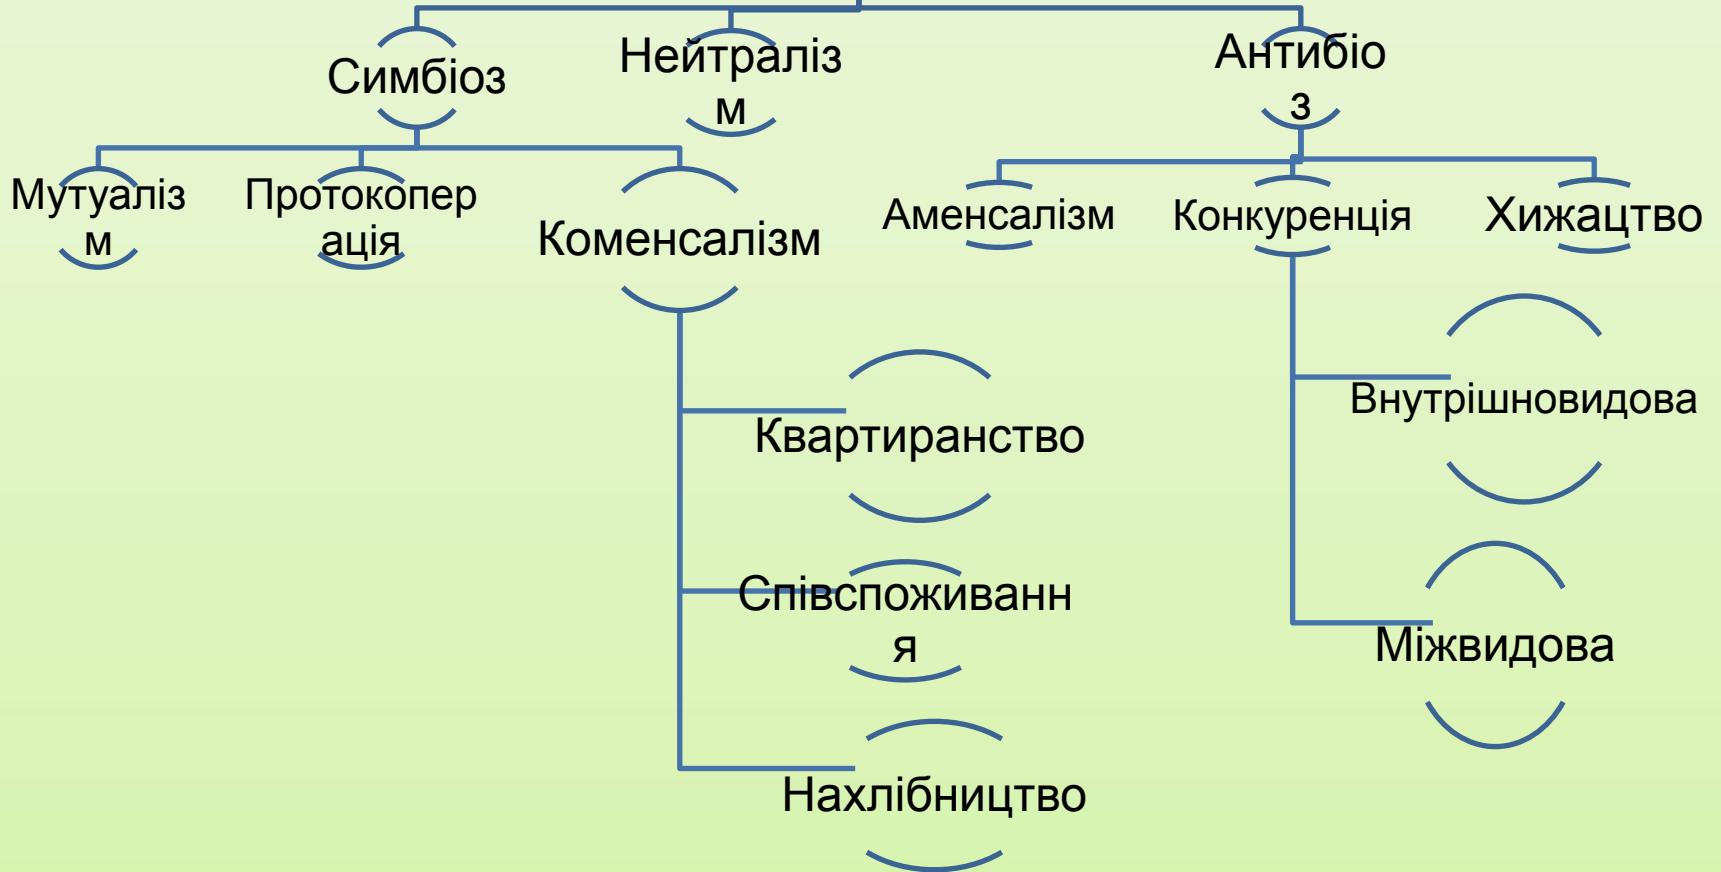 Симбіоз
Нейтраліз
м
Антибіо
з
Мутуаліз
м
Протокопер
ація
Коменсалізм
Аменсалізм
Конкуренція
Хижацтво
Квартиранство
Співспоживанн
я
Нахлібництво
Внутрішновидова
Міжвидова